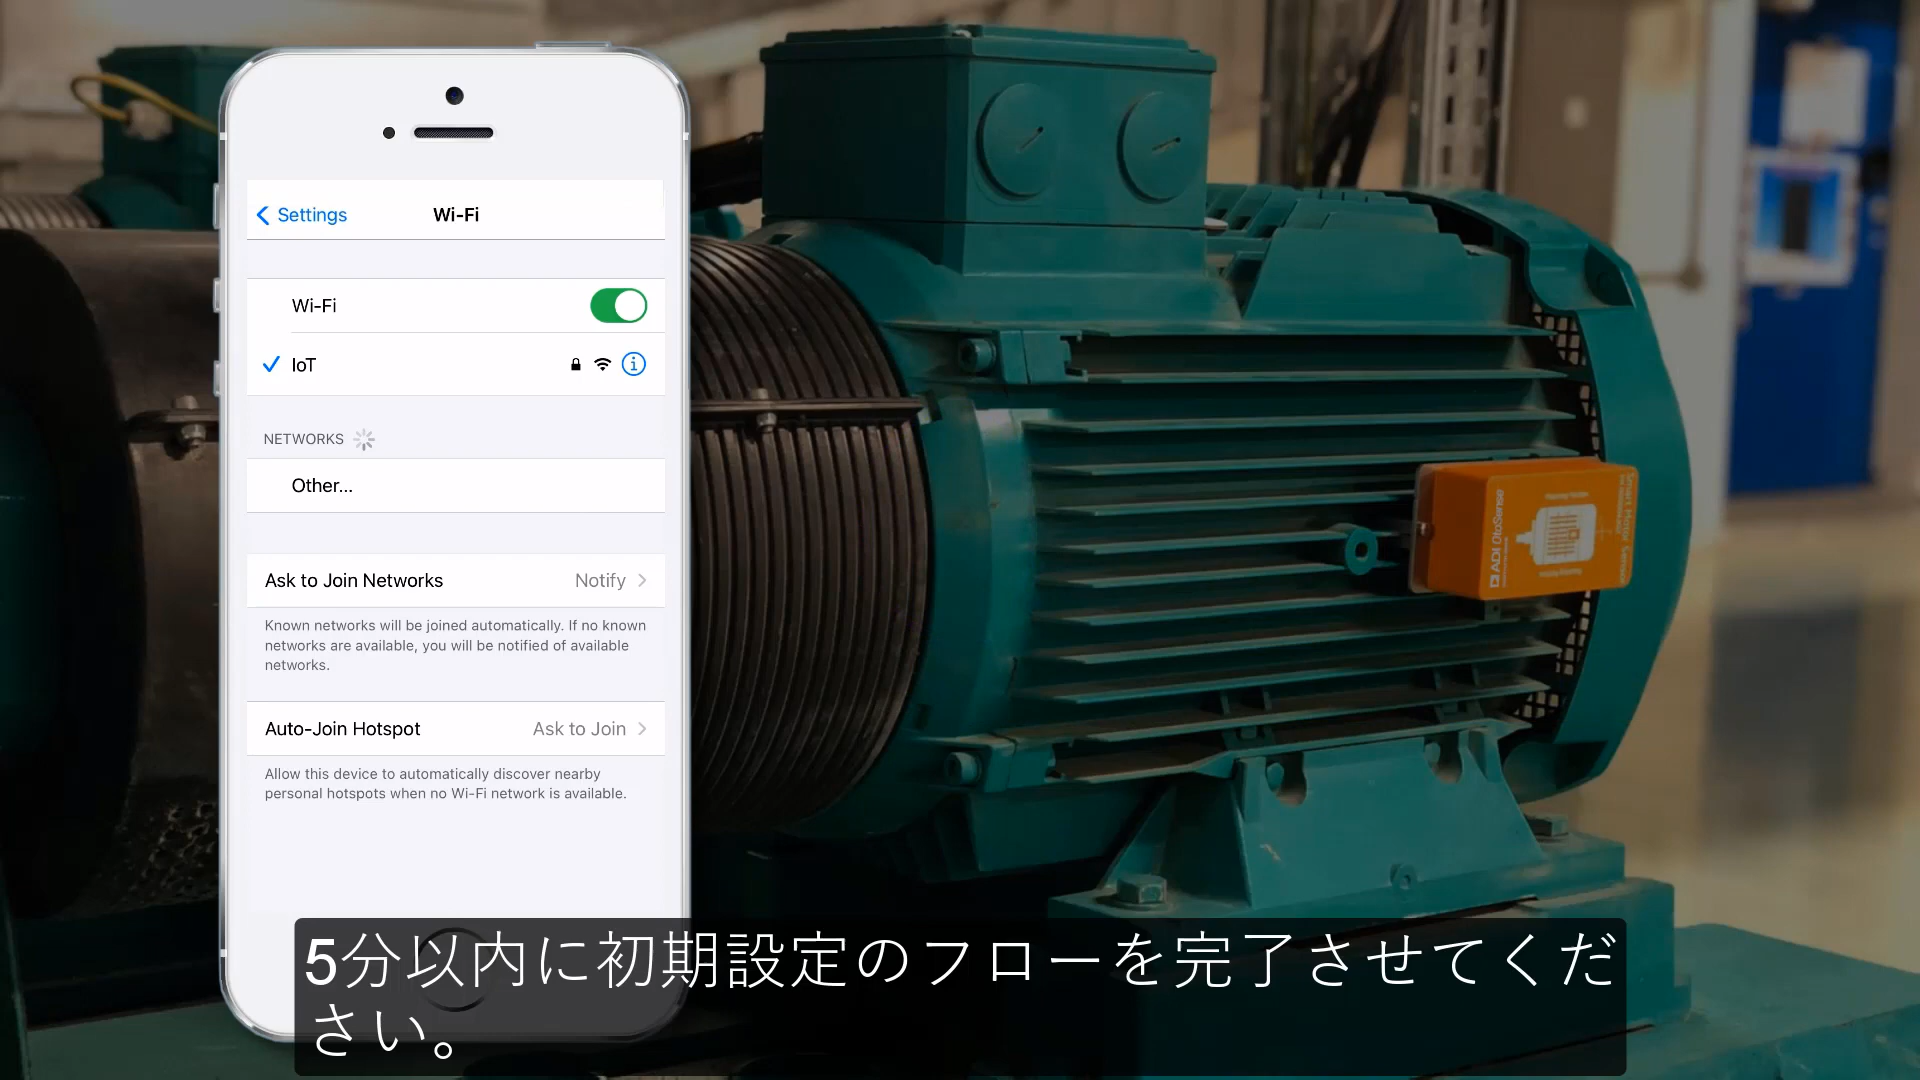 Settings
Wi-Fi
Wi-Fi
IoT
NETWORKS
Other...
Ask to Join Networks
Notify
Known networks will be joined automatically. If no known
networks are available, you will be notified of available
networks.
Auto-Join Hotspot
Ask to Join
Allow this device to automatically discover nearby
personal hotspots when no Wi-Fi network is available.
ADI OtoSense
Smart Motor Sensor
5分以内に初期設定のフローを完了させてくだ
さい。